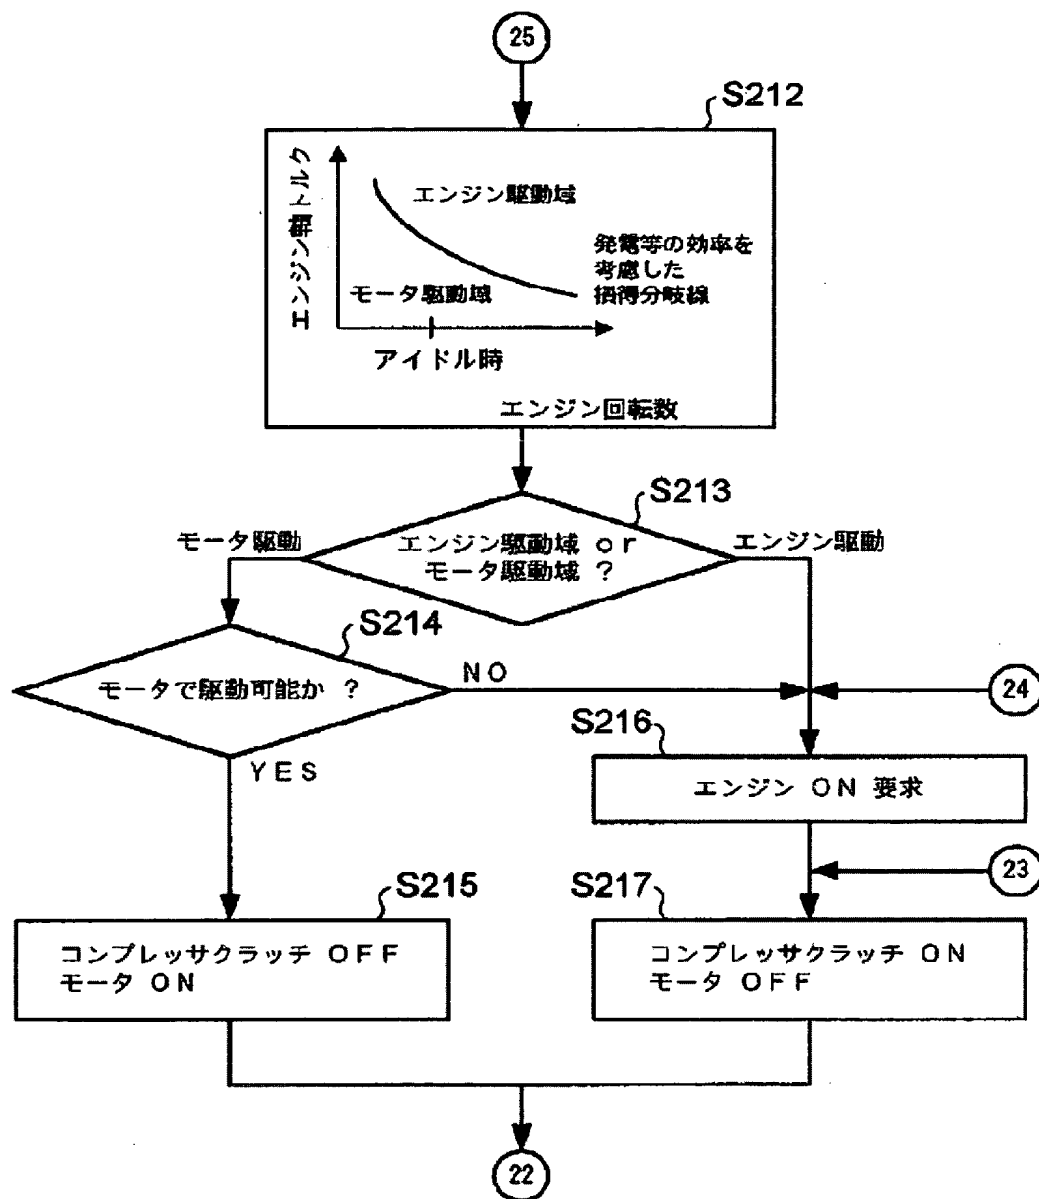 25
S212
エンジン軸トルク
エンジン駆動域
発電等の効率を
考慮した
損得分岐線
モータ駆動域
アイドル時
エンジン回転数
S213
モータ駆動
エンジン駆動域 or
モータ駆動域 ?
エンジン駆動
S214
モータで駆動可能か ?
NO
24
YES
S216
エンジン ON 要求
23
S215
コンプレッサクラッチ OFF
モータ ON
S217
コンプレッサクラッチ ON
モータ OFF
22